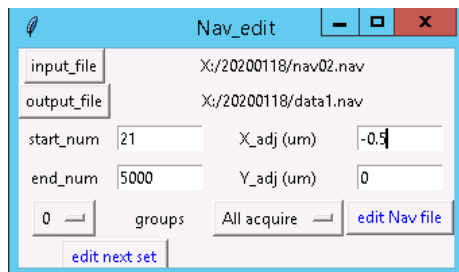 Nav_edit
input_file X:/20200118/nav02.nav
output_file X:/20200118/data1.nav
start_num 21 X_adj (um) -0.5
end_num 5000 Y_adj (um) 0
0 groups All acquire edit Nav file
edit next set